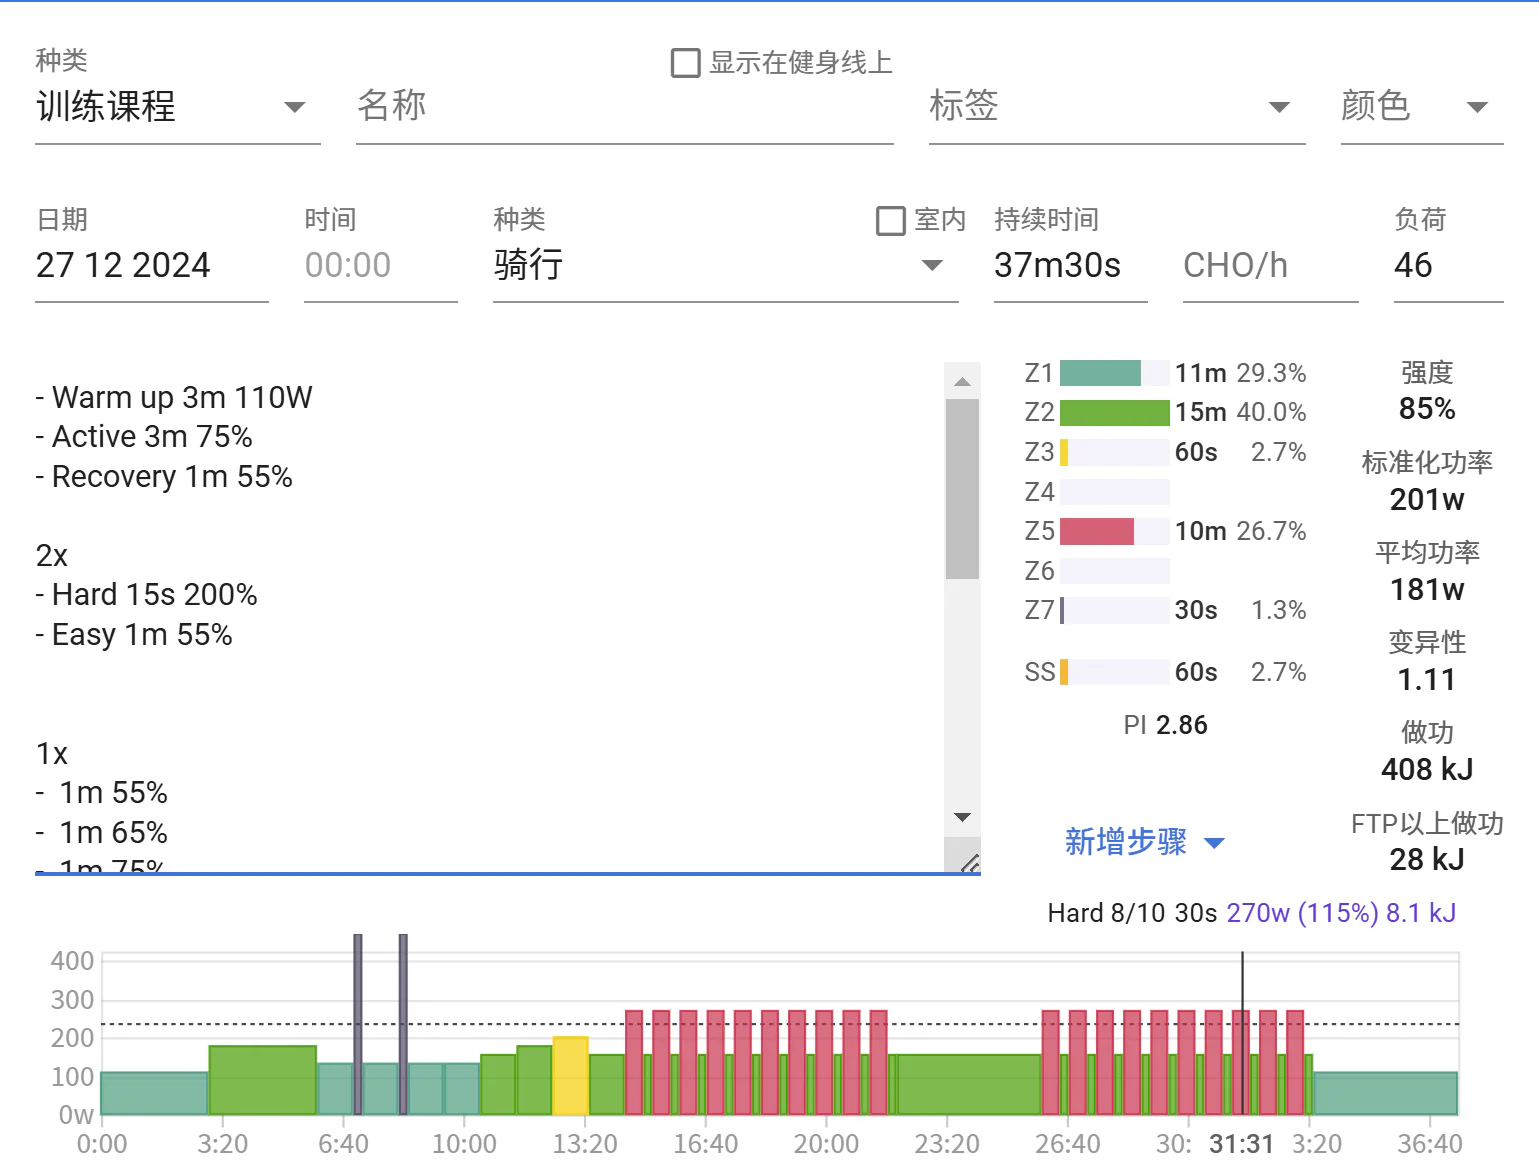 种类
显示在健身线上
训练课程
名称
标签
颜色
日期
时间
种类
室内
持续时间
负荷
27 12 2024
00:00
骑行
37m30s
CHO/h
46
- Warm up 3m 110W
- Active 3m 75%
- Recovery 1m 55%
2x
- Hard 15s 200%
- Easy 1m 55%
1x
-  1m 55%
-  1m 65%
-  1m 75%
Z1 11m 29.3%
Z2 15m 40.0%
Z3 60s 2.7%
Z4
Z5 10m 26.7%
Z6
Z7 30s 1.3%
SS 60s 2.7%
PI 2.86
新增步骤
强度
85%
标准化功率
201w
平均功率
181w
变异性
1.11
做功
408 kJ
FTP以上做功
28 kJ
Hard 8/10 30s 270w (115%) 8.1 kJ
400
300
200
100
0w
0:00 3:20 6:40 10:00 13:20 16:40 20:00 23:20 26:40 30: 31:31 3:20 36:40